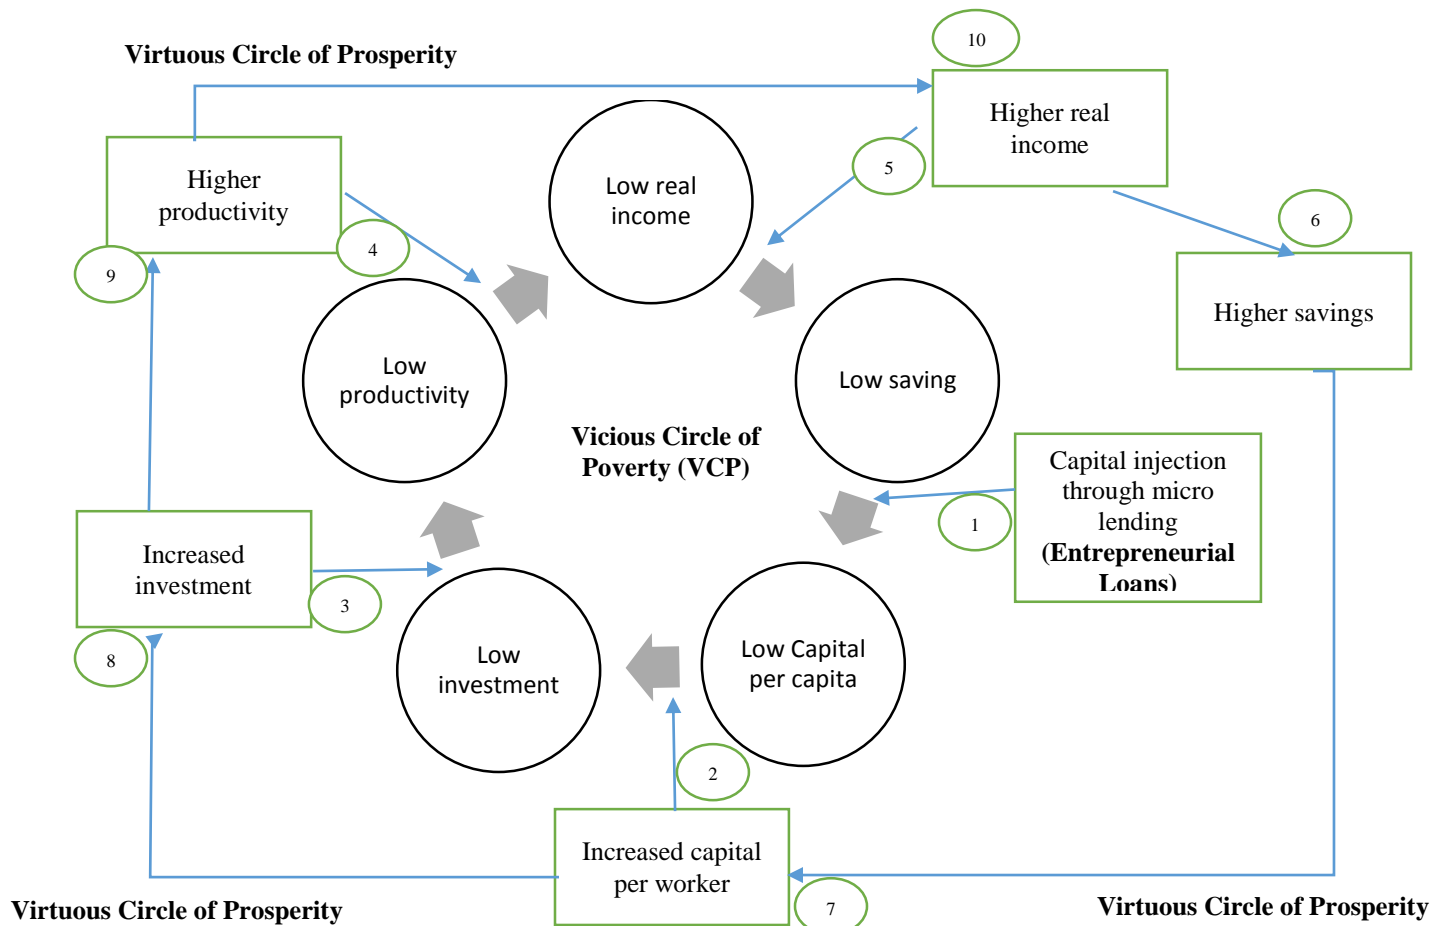 10
Virtuous Circle of Prosperity
Higher real
income
5
Low real
income
Higher
productivity
6
4
9
Higher savings
Low
productivity
Low saving
Vicious Circle of
Poverty (VCP)
Capital injection
through micro
lending
(Entrepreneurial
Loans)
1
Increased
investment
3
8
Low
investment
Low Capital
per capita
2
Increased capital
per worker
7
Virtuous Circle of Prosperity
Virtuous Circle of Prosperity